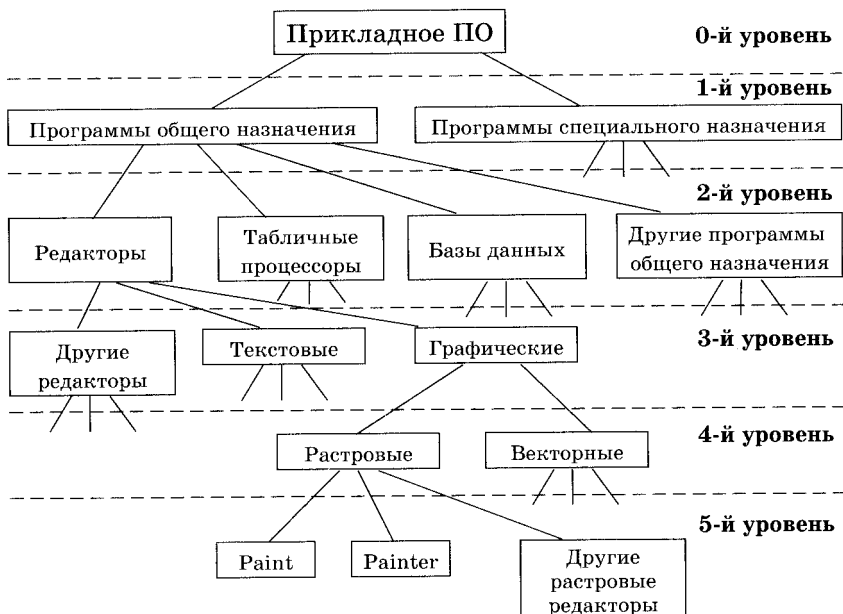 Прикладное ПО
0-й уровень
1-й уровень
Программы общего назначения
Программы специального назначения
2-й уровень
Редакторы
Табличные
процессоры
Базы данных
Другие программы
общего назначения
3-й уровень
Другие
редакторы
Текстовые
Графические
4-й уровень
Растровые
Векторные
5-й уровень
Paint
Painter
Другие
растровые
редакторы